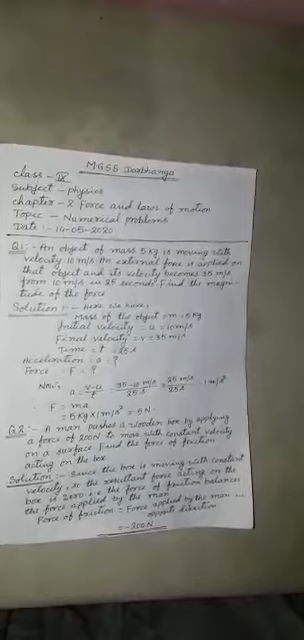 M.G.S.S Darbhanga
class - IX
Subject - physics
chapter - 2 Force and laws of motion
Topic - Numerical problems
Date :- 14-05-2020
Q1:- An object of mass 5 kg is moving with
velocity 10 m/s. An external force is applied on
that object and its velocity becomes 35 m/s
from 10 m/s in 25 seconds. Find the magni-
tude of the force
Solution :- Here we have,
Mass of the object = m = 5 kg
Initial velocity = u = 10 m/s
Final velocity = v = 35 m/s
Time = t = 25 s
Acceleration = a = ?
Force = F = ?
Now, a = v-u/t = 35-10 m/s/25 s = 25 m/s/25 s = 1 m/s²
F = ma
= 5 kg x 1 m/s² = 5 N.
Q2:- A man pushes a wooden box by applying
a force of 200N to move with constant velocity
on a surface. Find the force of friction
acting on the box
Solution :- Since the box is moving with constant
velocity, so the resultant force acting on the
box is zero i.e the force of friction balances
the force applied by the man
Force of friction = Force applied by the man in
opposite direction
= -200N